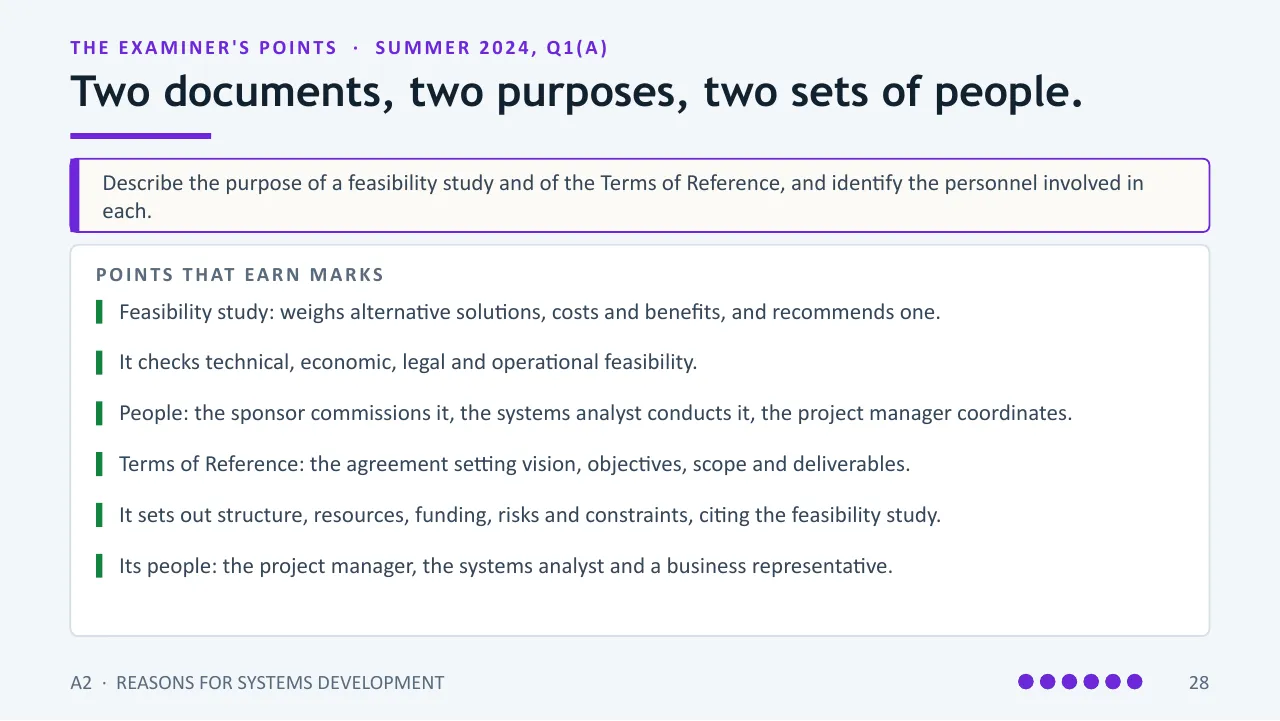 THE EXAMINER'S POINTS · SUMMER 2024, Q1(A)
Two documents, two purposes, two sets of people.
Describe the purpose of a feasibility study and of the Terms of Reference, and identify the personnel involved in
each.
POINTS THAT EARN MARKS
Feasibility study: weighs alternative solutions, costs and benefits, and recommends one.
It checks technical, economic, legal and operational feasibility.
People: the sponsor commissions it, the systems analyst conducts it, the project manager coordinates.
Terms of Reference: the agreement setting vision, objectives, scope and deliverables.
It sets out structure, resources, funding, risks and constraints, citing the feasibility study.
Its people: the project manager, the systems analyst and a business representative.
A2 · REASONS FOR SYSTEMS DEVELOPMENT
28